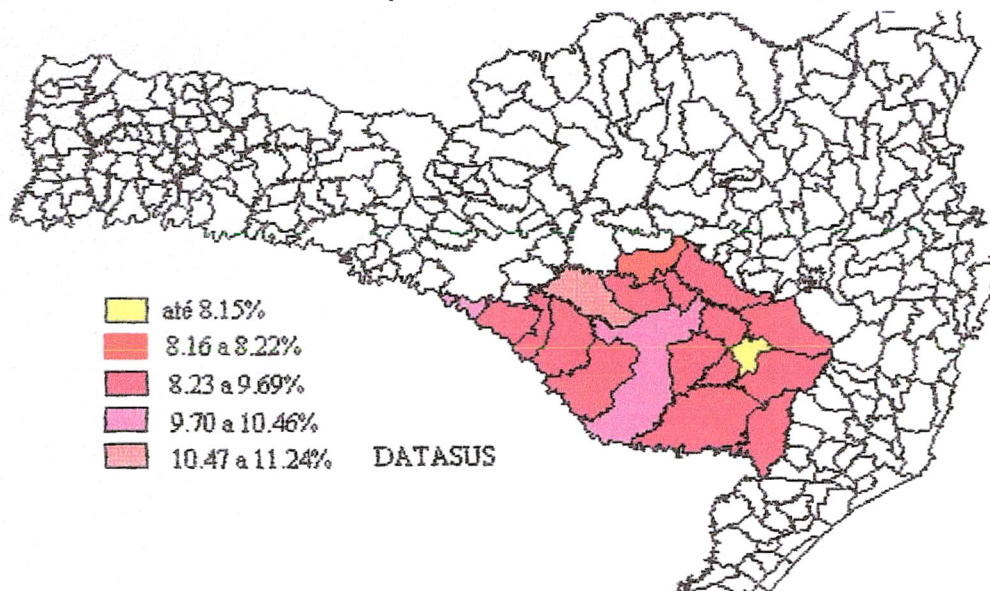 até 8.15%
8.16 a 8.22%
8.23 a 9.69%
9.70 a 10.46%
10.47 a 11.24% DATASUS